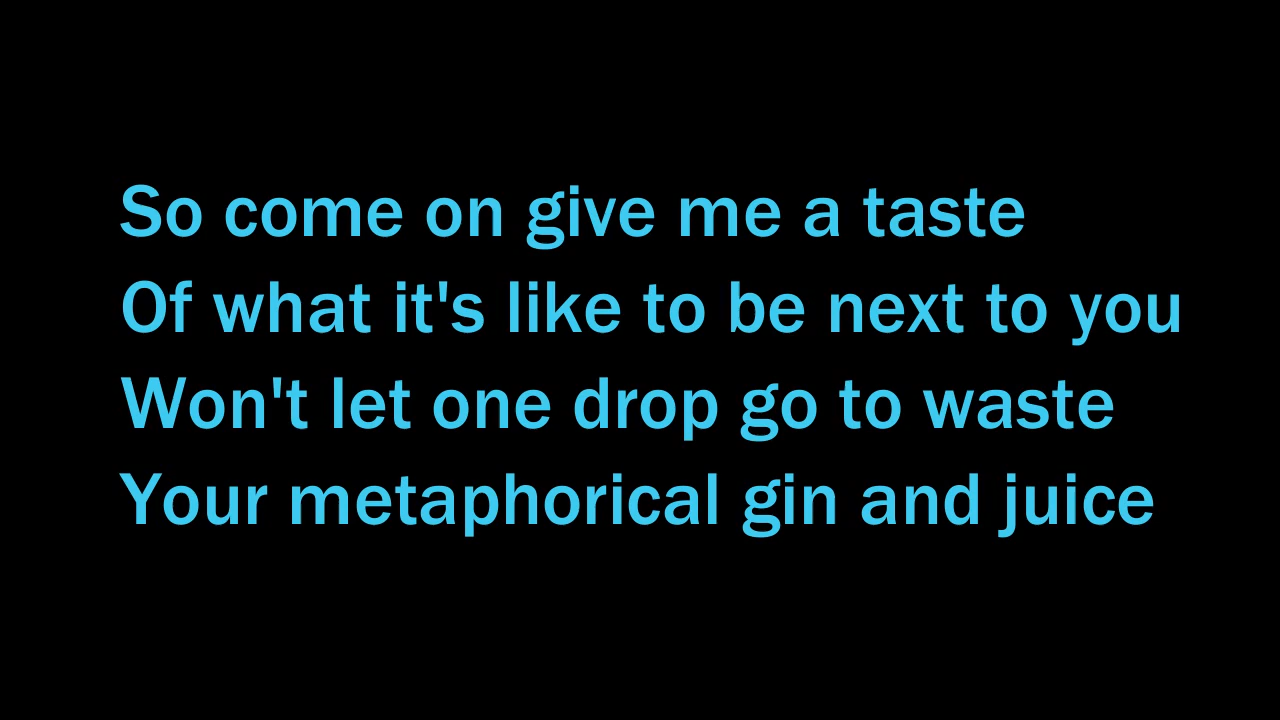 So come on give me a taste
Of what it's like to be next to you
Won't let one drop go to waste
Your metaphorical gin and juice